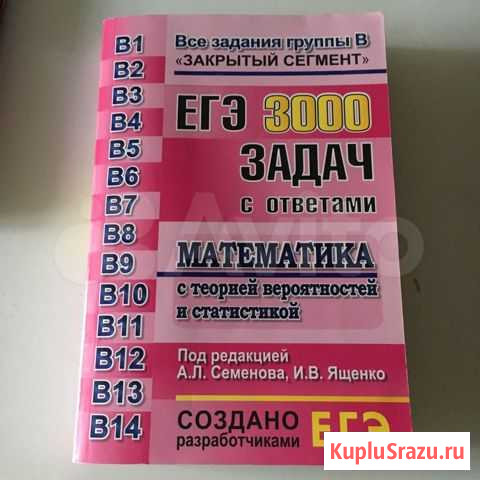 B1
B2
B3
B4
B5
B6
B7
B8
B9
B10
B11
B12
B13
B14
Все задания группы В
«ЗАКРЫТЫЙ СЕГМЕНТ»
ЕГЭ 3000
ЗАДАЧ
с ответами
МАТЕМАТИКА
с теорией вероятностей
и статистикой
Под редакцией
А.Л. Семенова, И.В. Ященко
СОЗДАНО
разработчиками ЕГЭ
Avito
KupluSrazu.ru